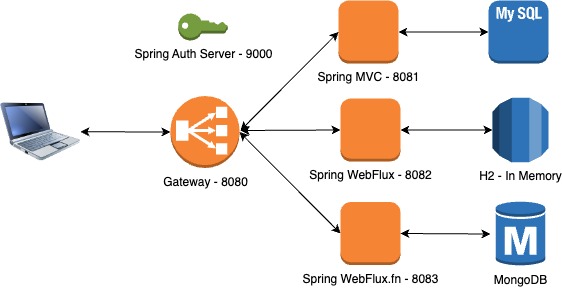 My SQL
Spring Auth Server - 9000
Spring MVC - 8081
Gateway - 8080
Spring WebFlux - 8082
H2 - In Memory
M
Spring WebFlux.fn - 8083
MongoDB